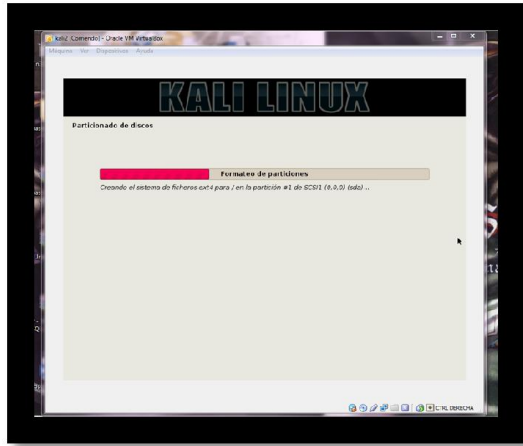 kali2 [Corriendo] - Oracle VM VirtualBox
Máquina Ver Dispositivos Ayuda
KALI LINUX
Particionado de discos
Formateo de particiones
Creando el sistema de ficheros ext4 para / en la partición #1 de SCSI1 (0,0,0) (sda) ..
CTRL DERECHA